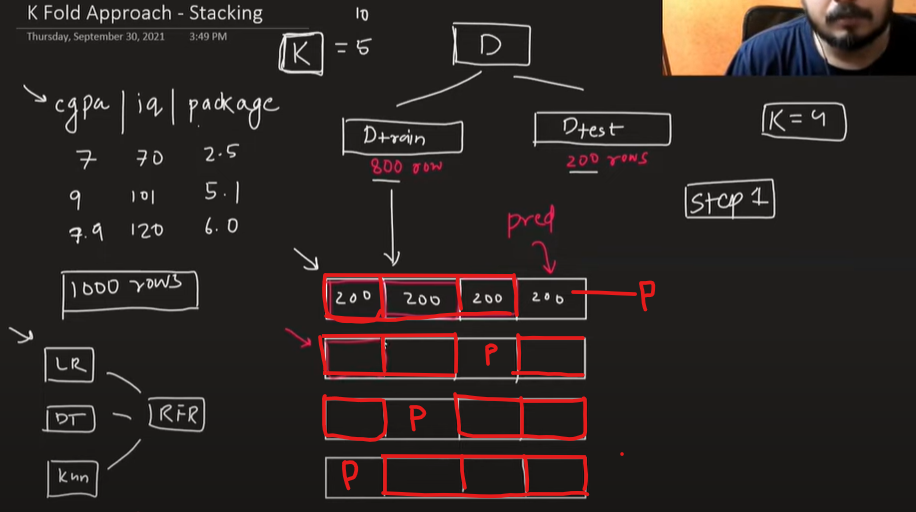 K Fold Approach - Stacking
Thursday, September 30, 2021 3:49 PM
10
K = 5
D
cgpa | iq | package
7 70 2.5
9 101 5.1
7.9 120 6.0
Dtrain
800 row
Dtest
200 rows
K = 4
Step 1
pred
1000 rows
200 200 200 200 P
P
P
P
LR
DT
Knn
RFR